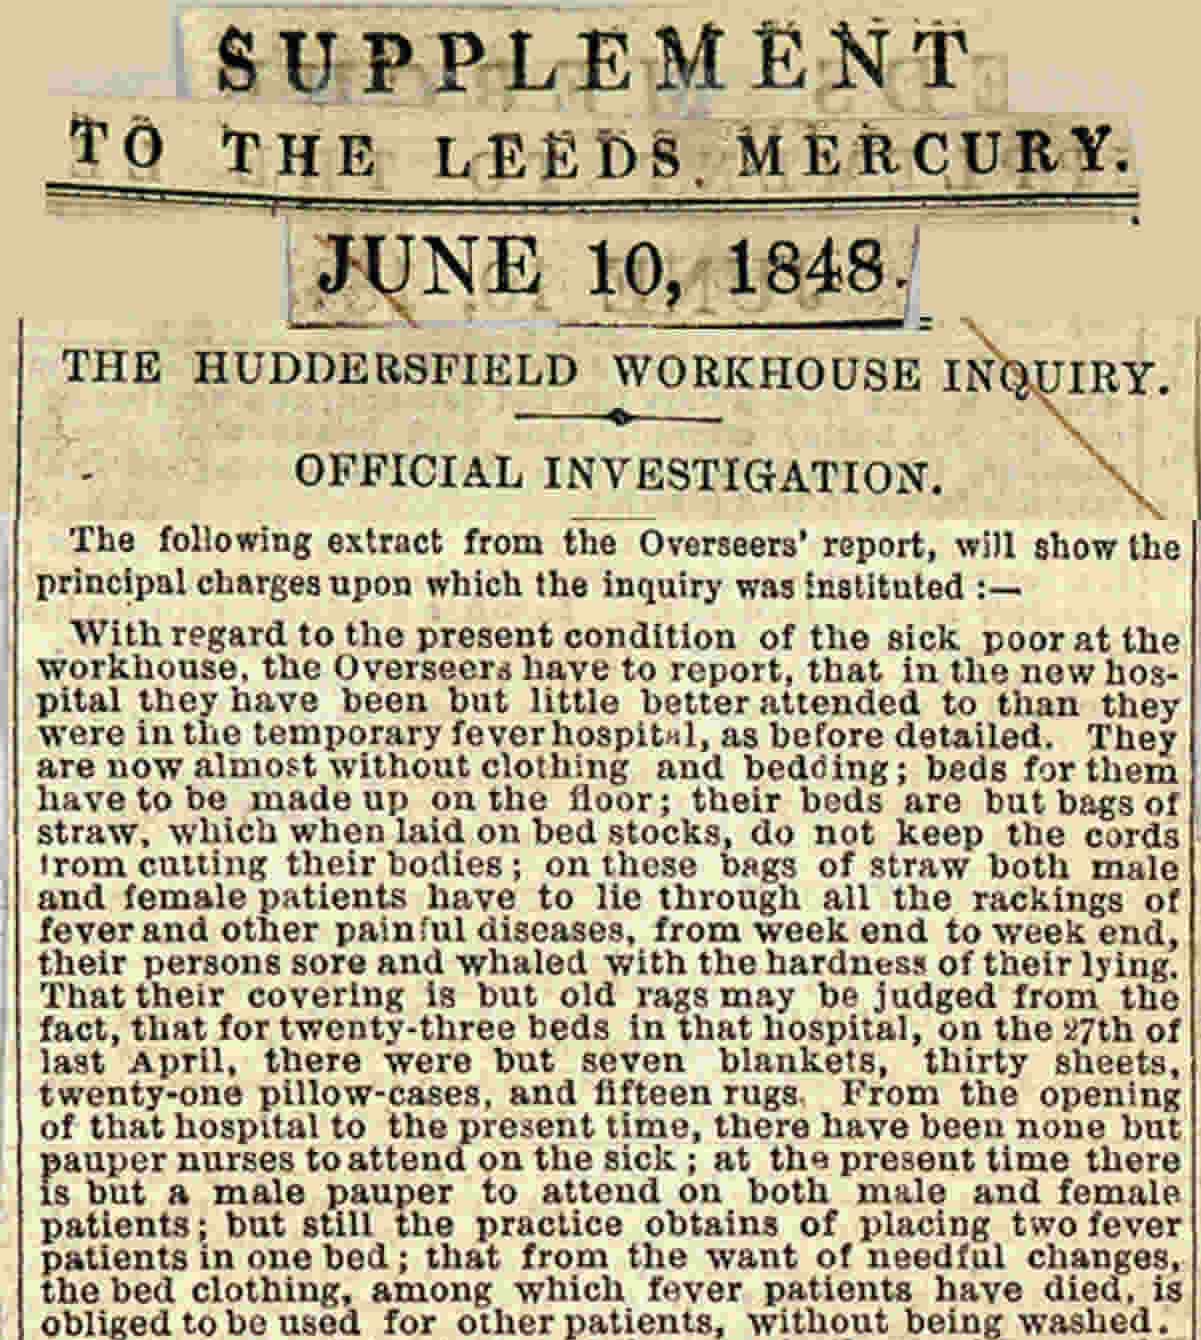 SUPPLEMENT
TO THE LEEDS MERCURY.
JUNE 10, 1848.
THE HUDDERSFIELD WORKHOUSE INQUIRY.
OFFICIAL INVESTIGATION.
The following extract from the Overseers' report, will show the
principal charges upon which the inquiry was instituted :—
With regard to the present condition of the sick poor at the
workhouse, the Overseers have to report, that in the new hos-
pital they have been but little better attended to than they
were in the temporary fever hospital, as before detailed. They
are now almost without clothing and bedding; beds for them
have to be made up on the floor; their beds are but bags of
straw, which when laid on bed stocks, do not keep the cords
from cutting their bodies; on these bags of straw both male
and female patients have to lie through all the rackings of
fever and other painful diseases, from week end to week end,
their persons sore and whaled with the hardness of their lying.
That their covering is but old rags may be judged from the
fact, that for twenty-three beds in that hospital, on the 27th of
last April, there were but seven blankets, thirty sheets,
twenty-one pillow-cases, and fifteen rugs. From the opening
of that hospital to the present time, there have been none but
pauper nurses to attend on the sick; at the present time there
is but a male pauper to attend on both male and female
patients; but still the practice obtains of placing two fever
patients in one bed; that from the want of needful changes,
the bed clothing, among which fever patients have died, is
obliged to be used for other patients, without being washed.